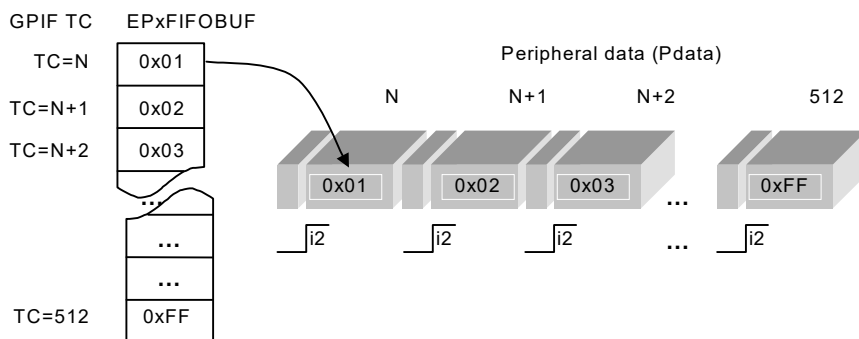 GPIF TC EPxFIFOBUF
TC=N 0x01
TC=N+1 0x02
TC=N+2 0x03
...
...
...
TC=512 0xFF
Peripheral data (Pdata)
N N+1 N+2 512
0x01 0x02 0x03 ... 0xFF
i2 i2 i2 ... i2